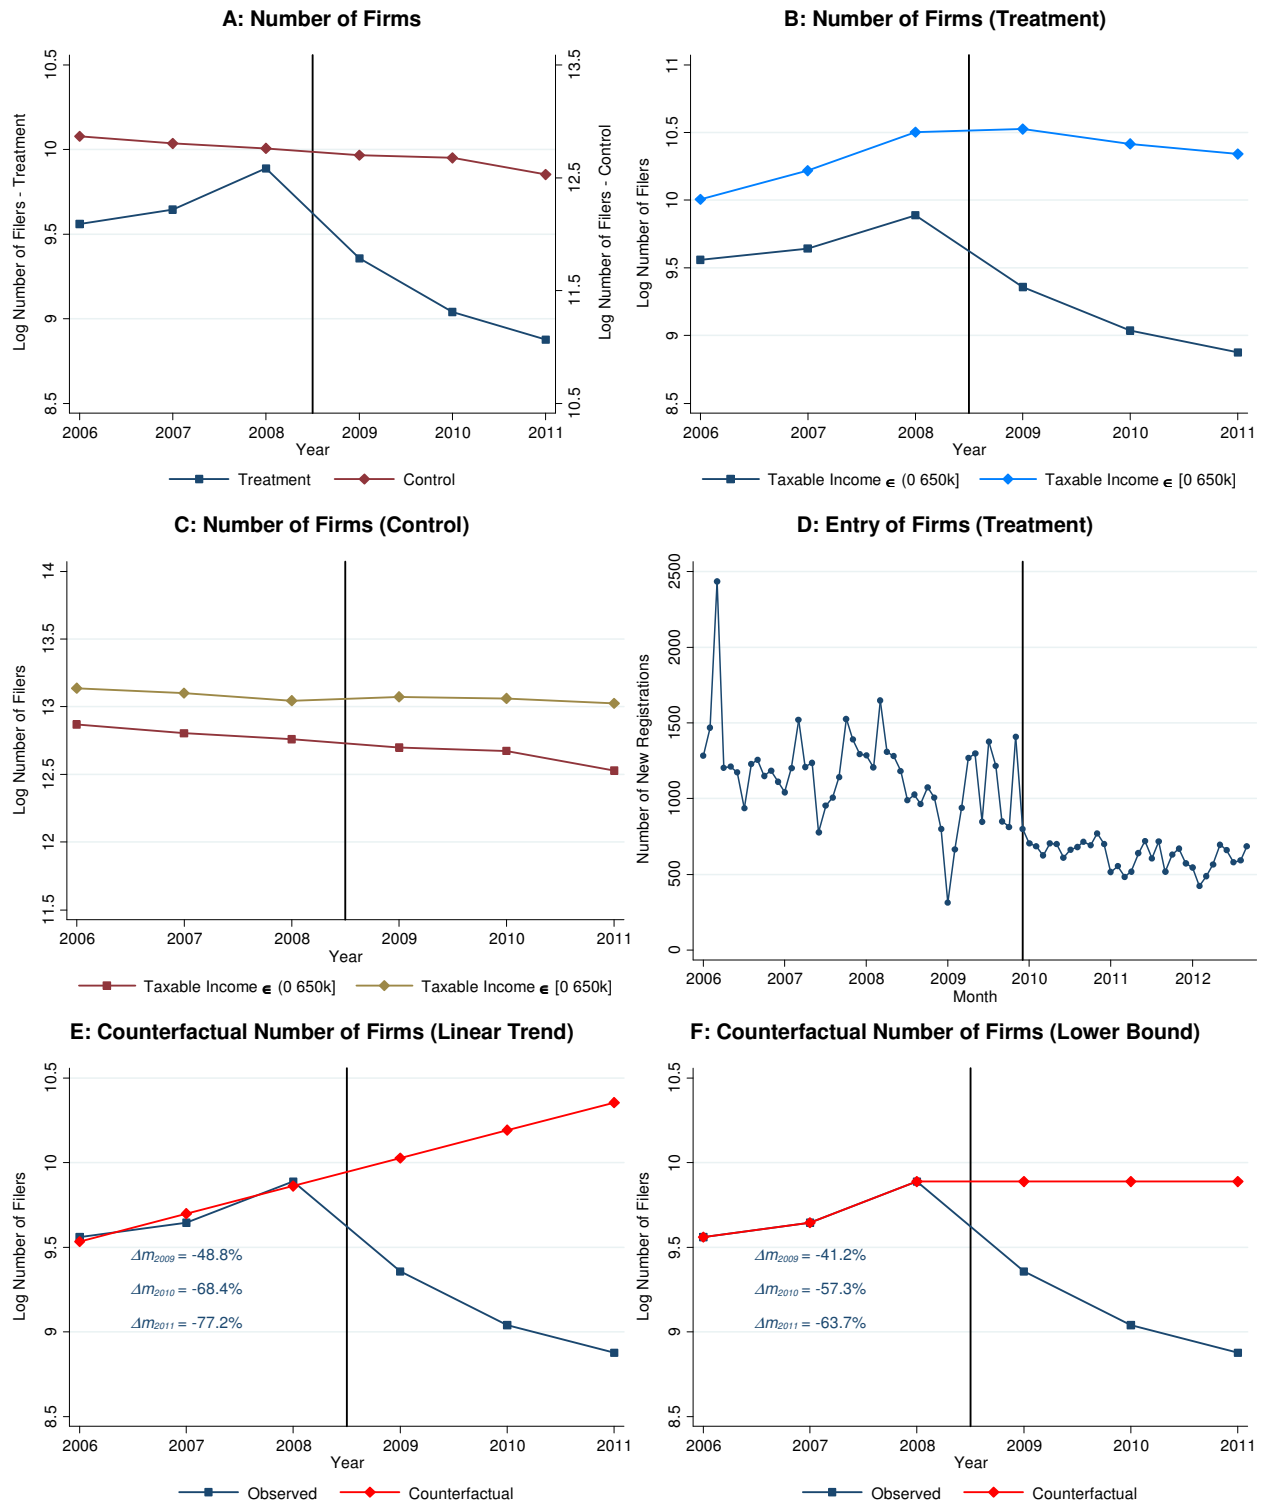 A: Number of Firms
Log Number of Filers - Treatment
10.5
10
9.5
9
8.5
Log Number of Filers - Control
13.5
12.5
11.5
10.5
2006 2007 2008 2009 2010 2011
Year
Treatment Control
B: Number of Firms (Treatment)
Log Number of Filers
11
10.5
10
9.5
9
8.5
2006 2007 2008 2009 2010 2011
Year
Taxable Income ∈ (0 650k] Taxable Income ∈ [0 650k]
C: Number of Firms (Control)
Log Number of Filers
14
13.5
13
12.5
12
11.5
2006 2007 2008 2009 2010 2011
Year
Taxable Income ∈ (0 650k] Taxable Income ∈ [0 650k]
D: Entry of Firms (Treatment)
Number of New Registrations
2500
2000
1500
1000
500
0
2006 2007 2008 2009 2010 2011 2012
Month
E: Counterfactual Number of Firms (Linear Trend)
Log Number of Filers
10.5
10
9.5
9
8.5
Δm2009 = -48.8%
Δm2010 = -68.4%
Δm2011 = -77.2%
2006 2007 2008 2009 2010 2011
Year
Observed Counterfactual
F: Counterfactual Number of Firms (Lower Bound)
Log Number of Filers
10.5
10
9.5
9
8.5
Δm2009 = -41.2%
Δm2010 = -57.3%
Δm2011 = -63.7%
2006 2007 2008 2009 2010 2011
Year
Observed Counterfactual